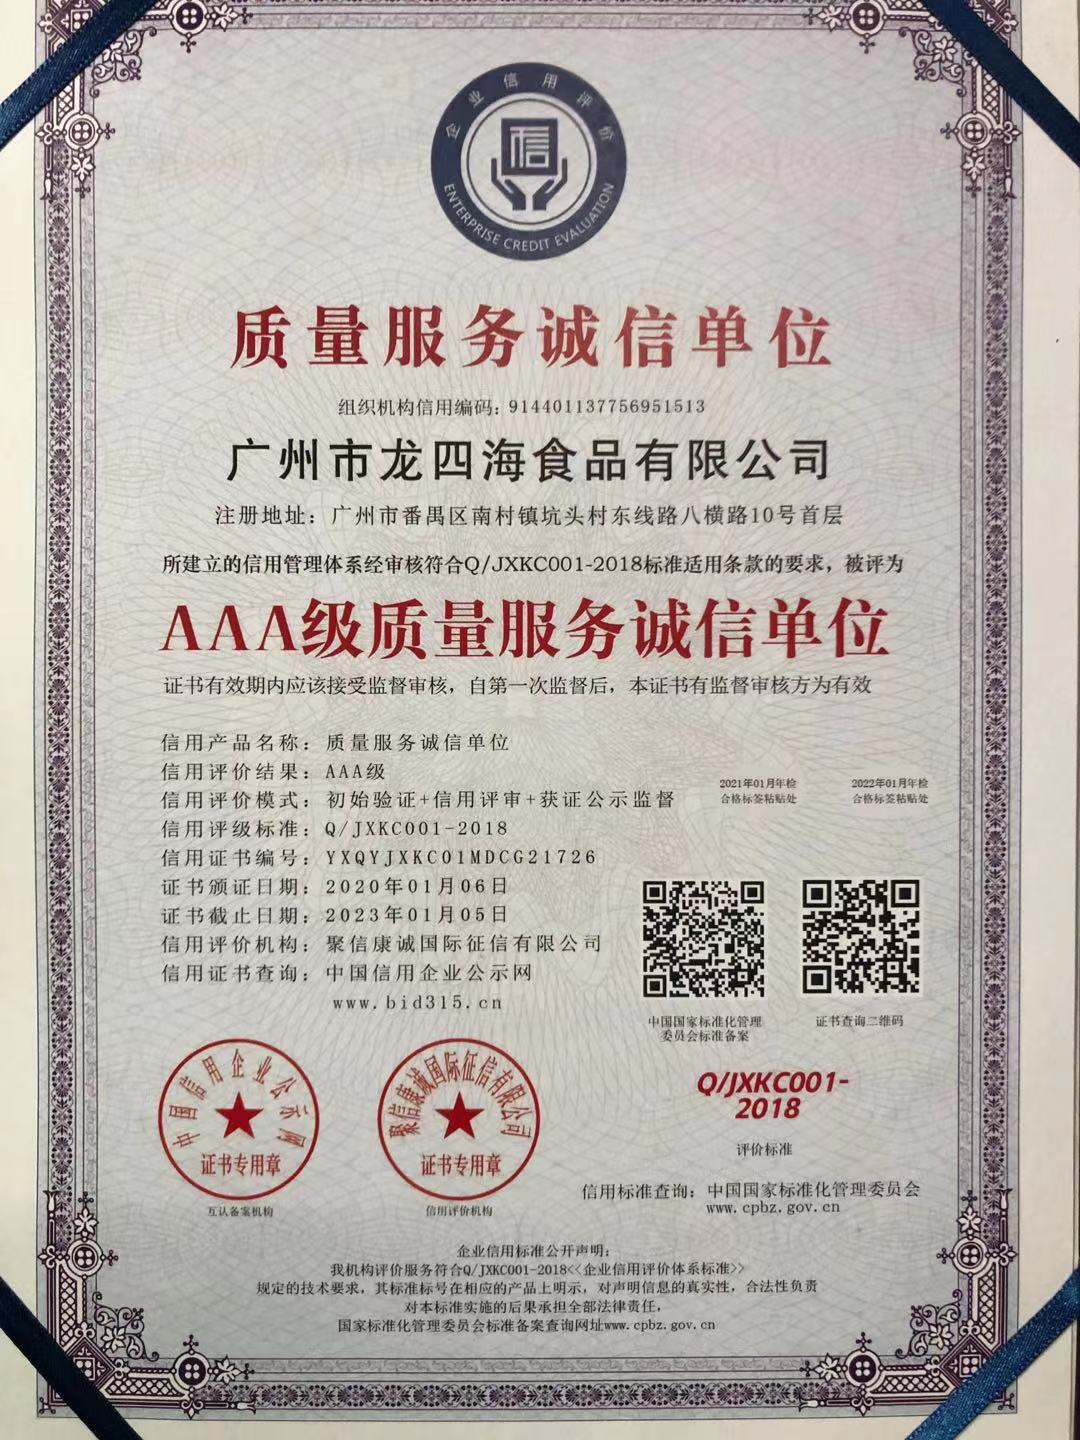 企业信用评价
信
ENTERPRISE CREDIT EVALUATION
质量服务诚信单位
组织机构信用编码：914401137756951513
广州市龙四海食品有限公司
注册地址：广州市番禺区南村镇坑头村东线路八横路10号首层
所建立的信用管理体系经审核符合Q/JXKC001-2018标准适用条款的要求，被评为
AAA级质量服务诚信单位
证书有效期内应该接受监督审核，自第一次监督后，本证书有监督审核方为有效
信用产品名称：质量服务诚信单位
信用评价结果：AAA级
信用评价模式：初始验证+信用评审+获证公示监督
信用评级标准：Q/JXKC001-2018
信用证书编号：YXQYJXKC01MDCG21726
证书颁证日期：2020年01月06日
证书截止日期：2023年01月05日
信用评价机构：聚信康诚国际征信有限公司
信用证书查询：中国信用企业公示网
www.bid315.cn
2021年01月年检
合格标签粘贴处
2022年01月年检
合格标签粘贴处
中国国家标准化管理
委员会标准备案
证书查询二维码
中国信用企业公示网
证书专用章
互认备案机构
聚信康诚国际征信有限公司
证书专用章
信用评价机构
Q/JXKC001-
2018
评价标准
信用标准查询：中国国家标准化管理委员会
www.cpbz.gov.cn
企业信用标准公开声明：
我机构评价服务符合Q/JXKC001-2018<<企业信用评价体系标准>>
规定的技术要求，其标准标号在相应的产品上明示，对声明信息的真实性，合法性负责
对本标准实施的后果承担全部法律责任，
国家标准化管理委员会标准备案查询网址www.cpbz.gov.cn